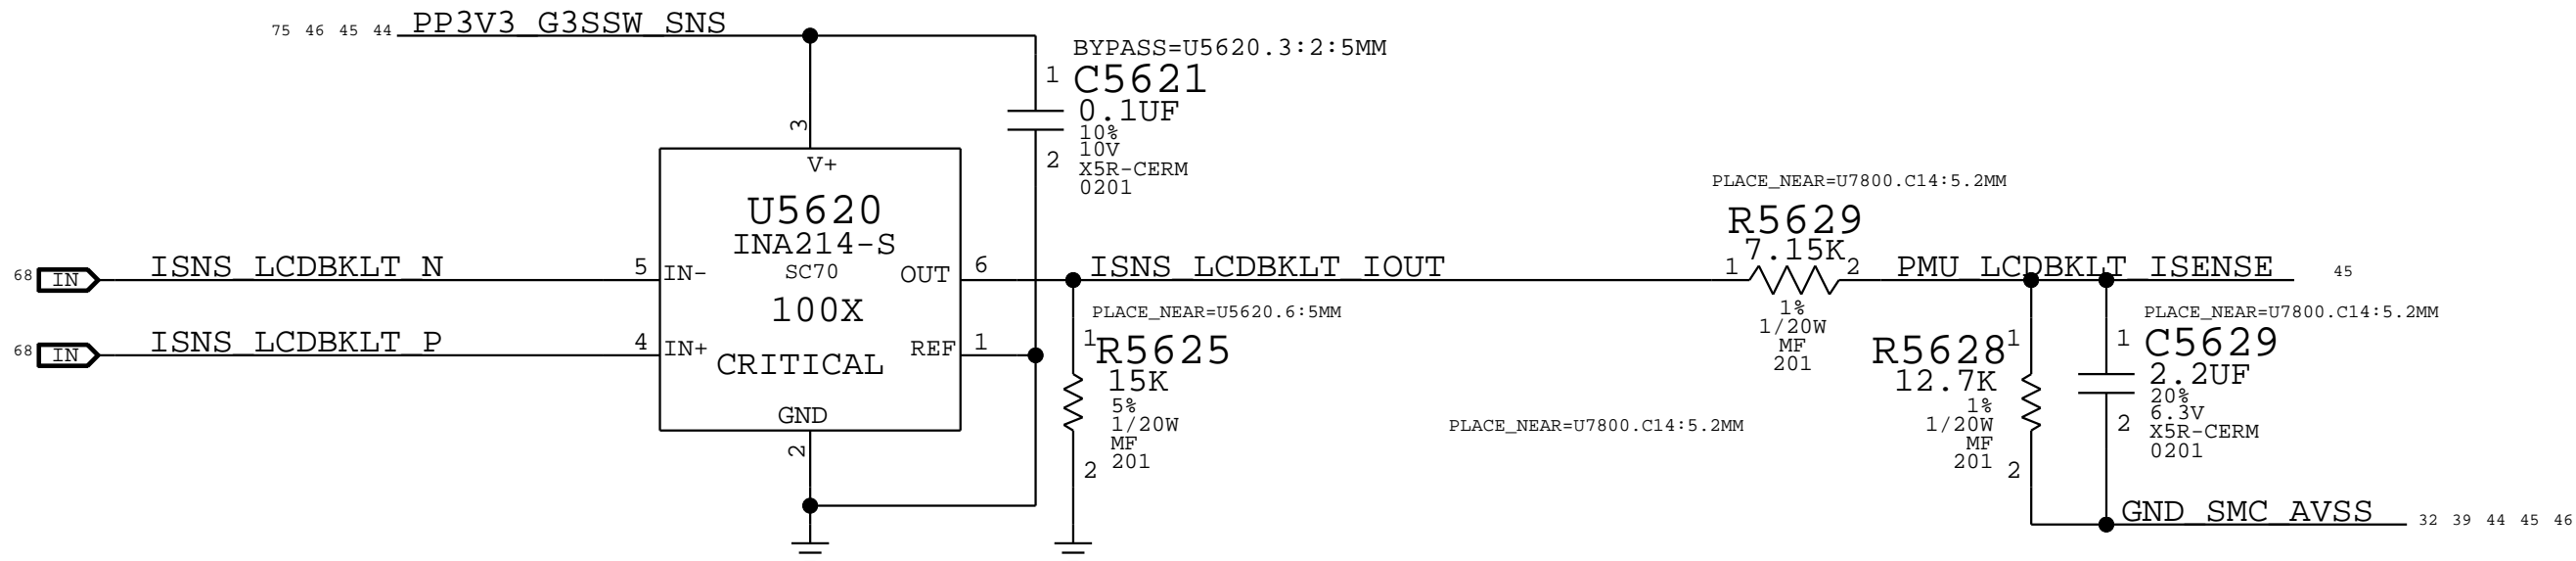 75 46 45 44 PP3V3_G3SSW_SNS
BYPASS=U5620.3:2:5MM
1 C5621
0.1UF
10%
10V
X5R-CERM
0201
2
3
V+
U5620
INA214-S
SC70
100X
CRITICAL
GND
2
68 IN ISNS_LCDBKLT_N 5 IN-
68 IN ISNS_LCDBKLT_P 4 IN+
OUT 6 ISNS_LCDBKLT_IOUT
REF 1
PLACE_NEAR=U5620.6:5MM
1 R5625
15K
5%
1/20W
MF
201
2
PLACE_NEAR=U7800.C14:5.2MM
R5629
7.15K
1 2
1%
1/20W
MF
201
PMU_LCDBKLT_ISENSE 45
PLACE_NEAR=U7800.C14:5.2MM
R5628 1
12.7K
1%
1/20W
MF
201 2
PLACE_NEAR=U7800.C14:5.2MM
1 C5629
2.2UF
20%
6.3V
2 X5R-CERM
0201
GND_SMC_AVSS 32 39 44 45 46